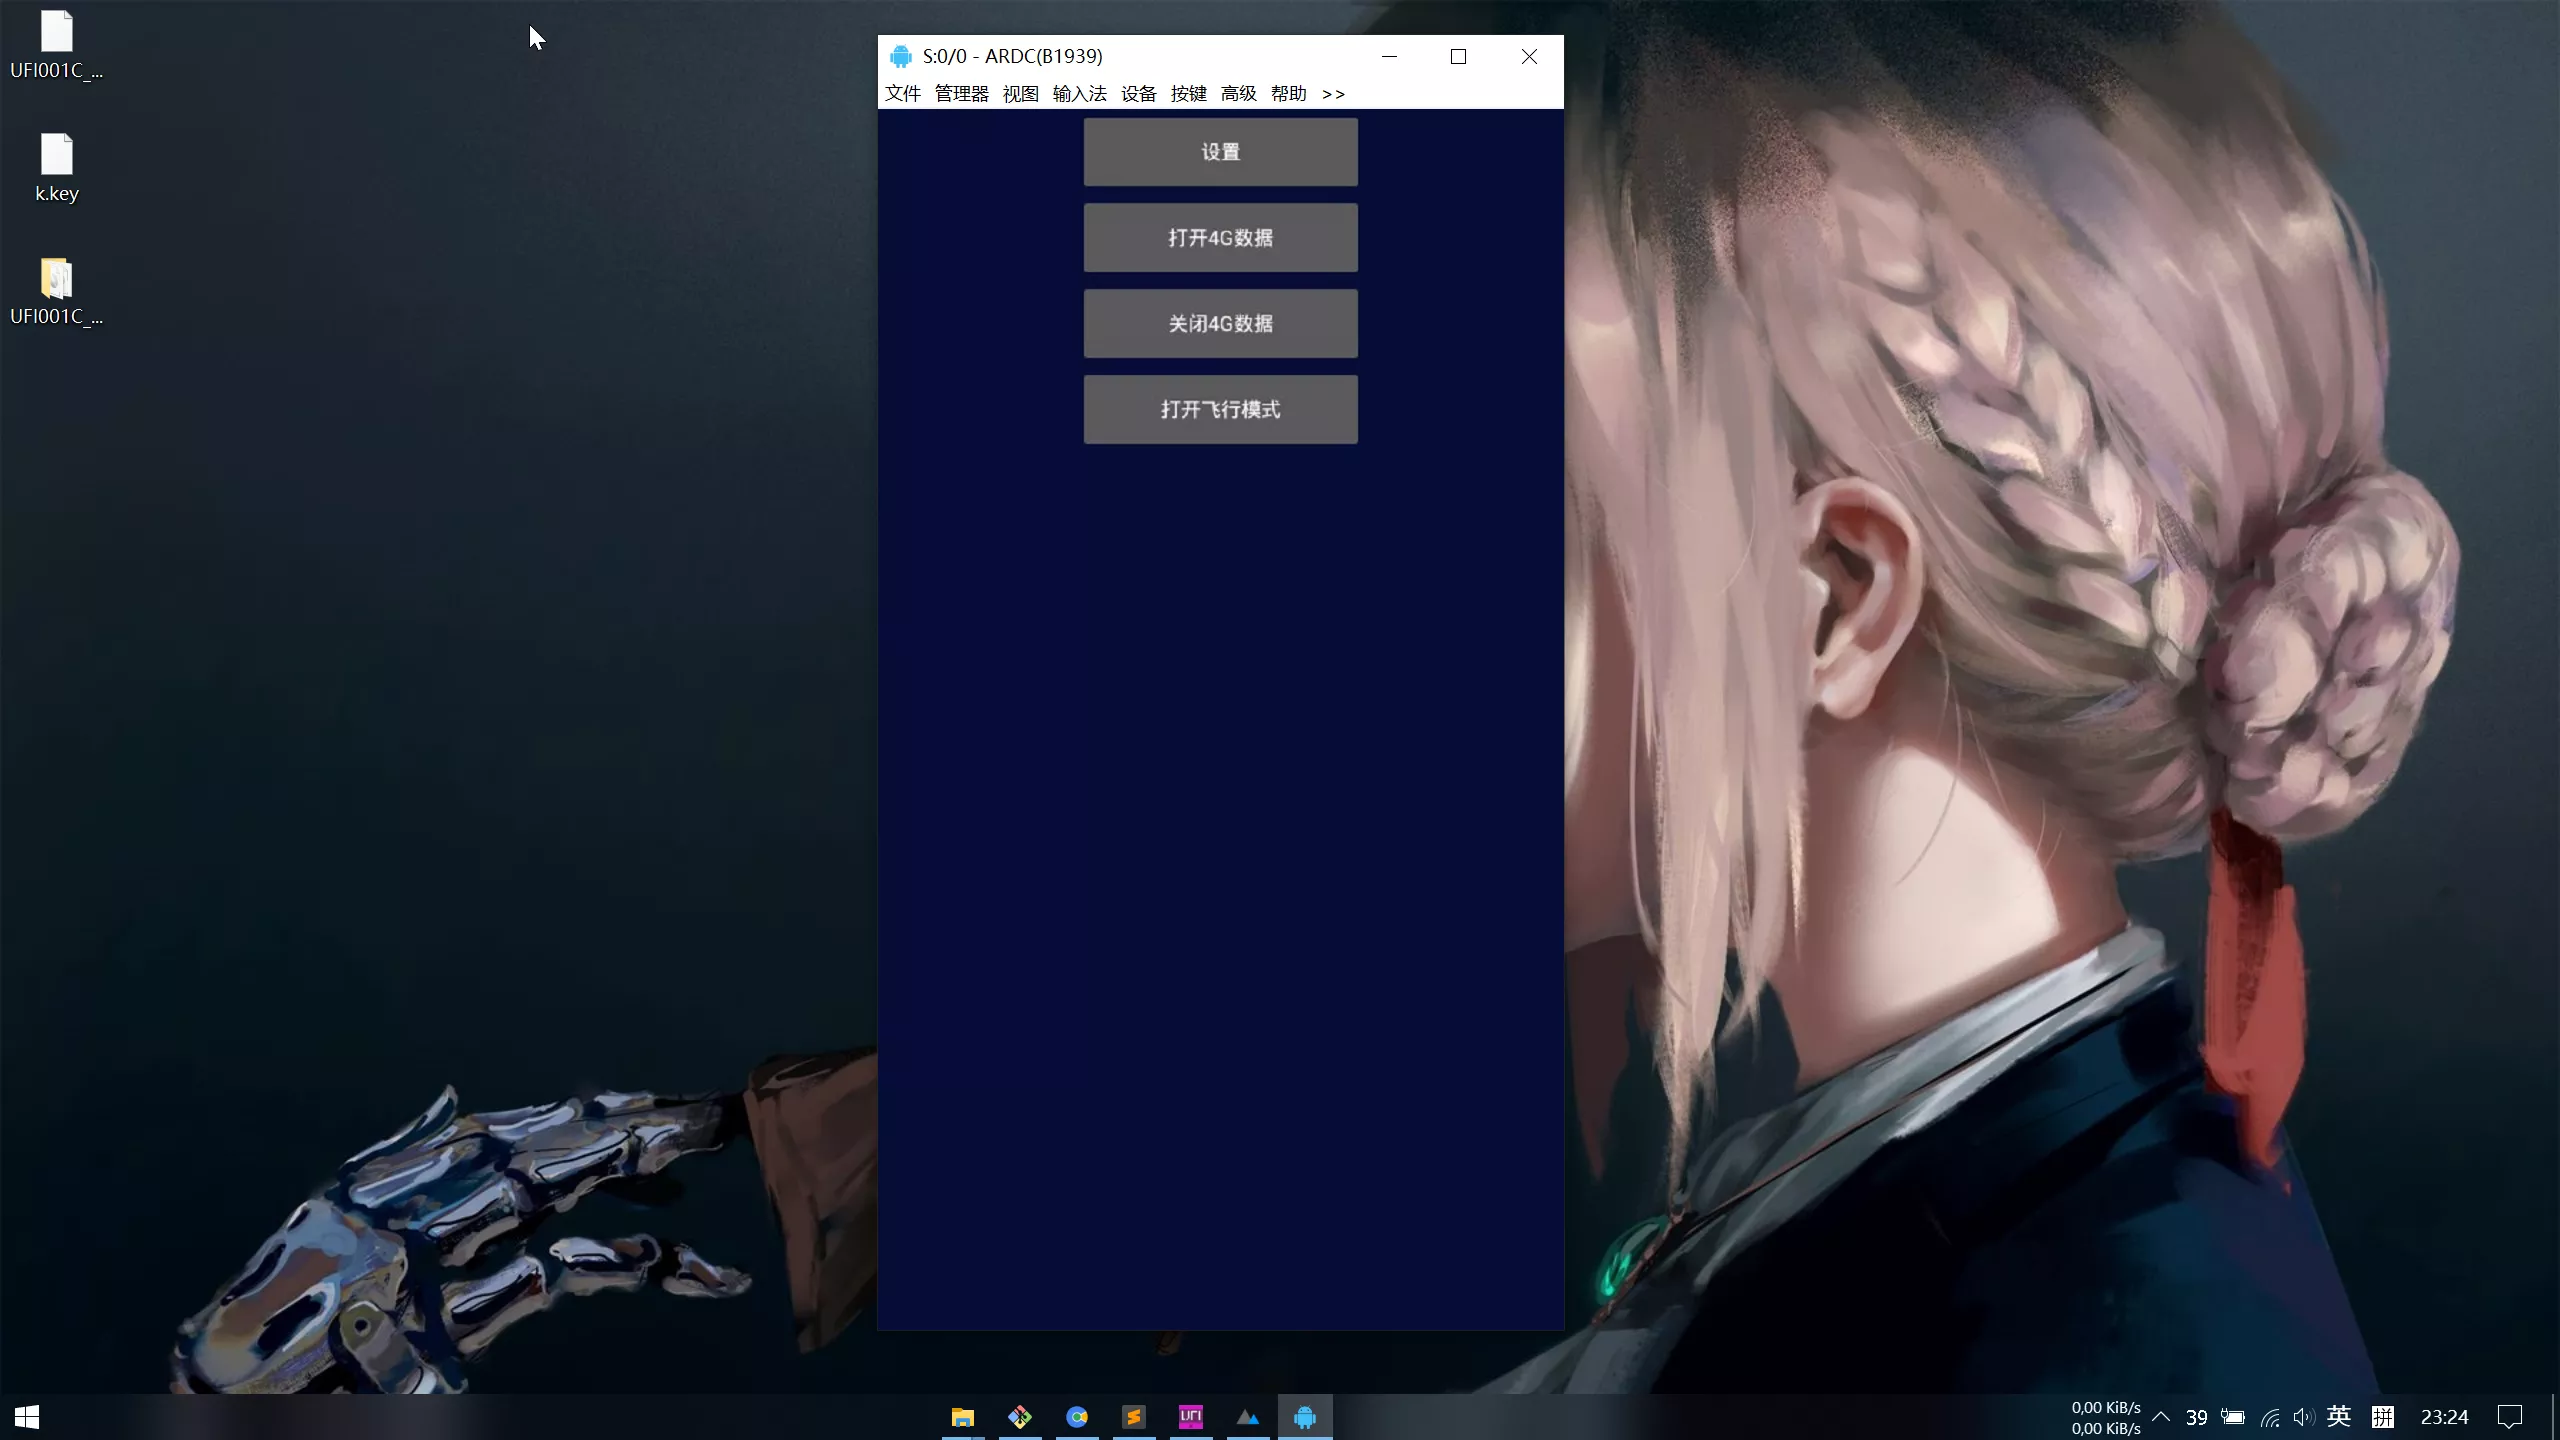 UFI001C_...
k.key
UFI001C_...
S:0/0 - ARDC(B1939)
文件 管理器 视图 输入法 设备 按键 高级 帮助 >>
设置
打开4G数据
关闭4G数据
打开飞行模式
UFI
0,00 KiB/s
0,00 KiB/s
39
英
拼
23:24